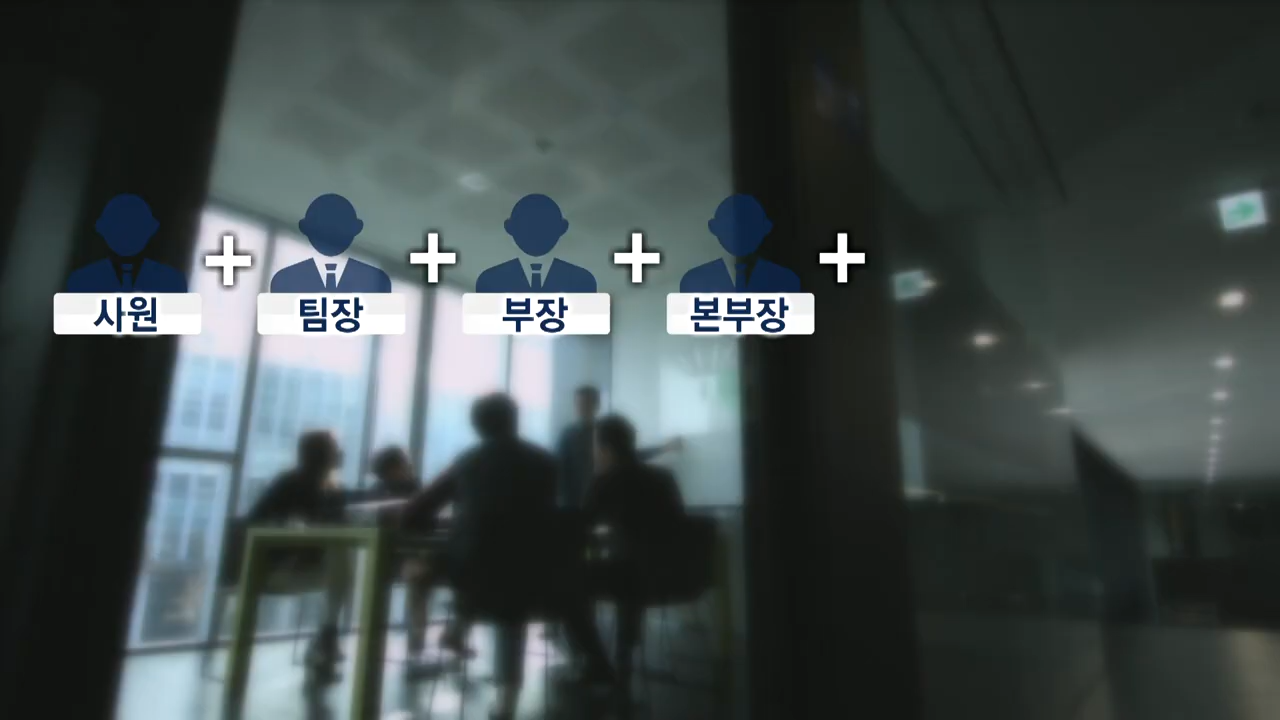 사원 + 팀장 + 부장 + 본부장 +